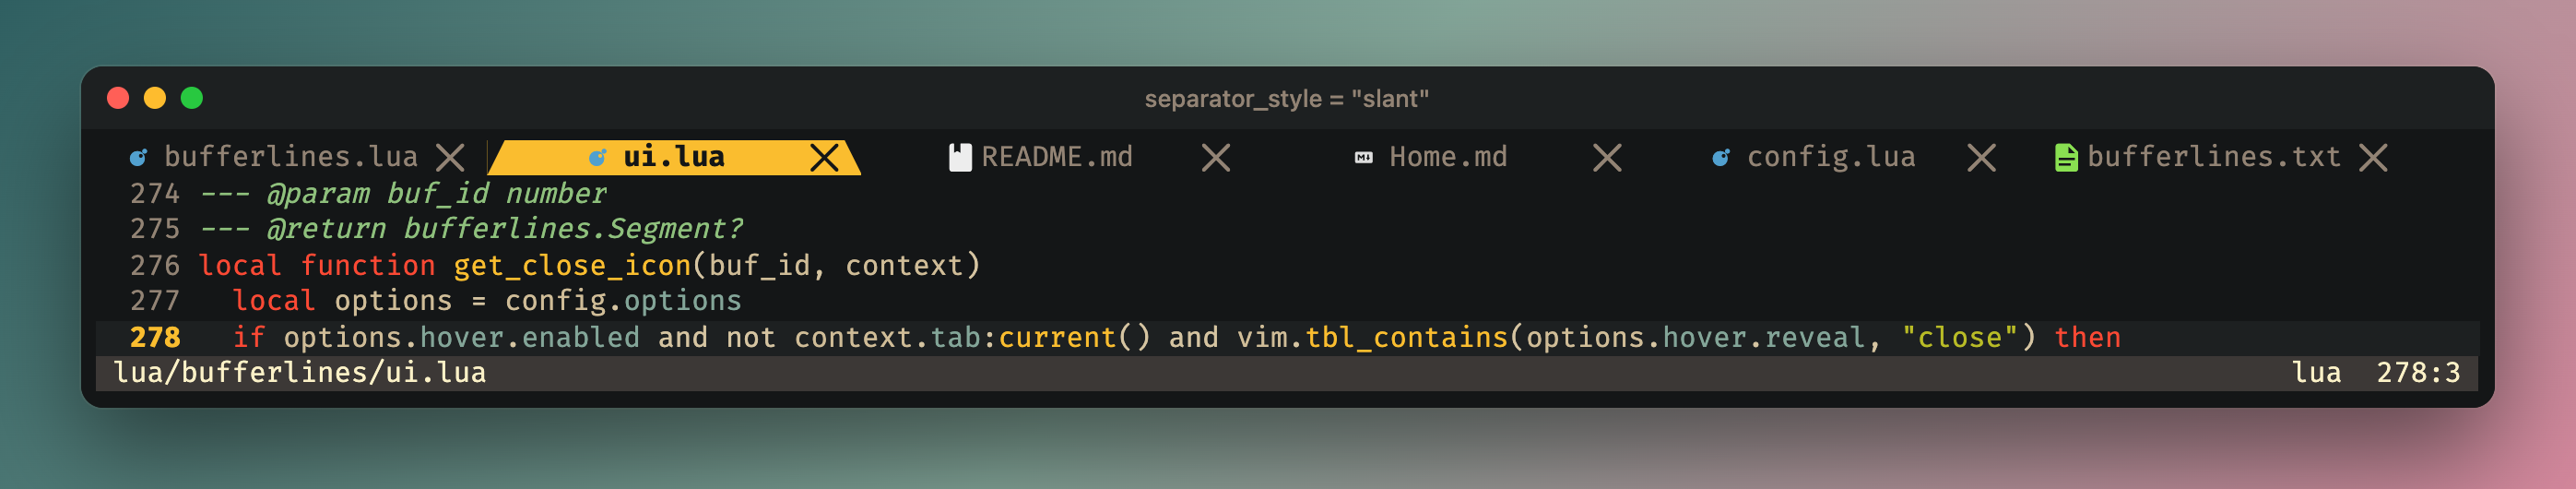 separator_style = "slant"
bufferlines.lua ui.lua README.md Home.md config.lua bufferlines.txt
274 --- @param buf_id number
275 --- @return bufferlines.Segment?
276 local function get_close_icon(buf_id, context)
277   local options = config.options
278   if options.hover.enabled and not context.tab:current() and vim.tbl_contains(options.hover.reveal, "close") then
lua/bufferlines/ui.lua lua 278:3